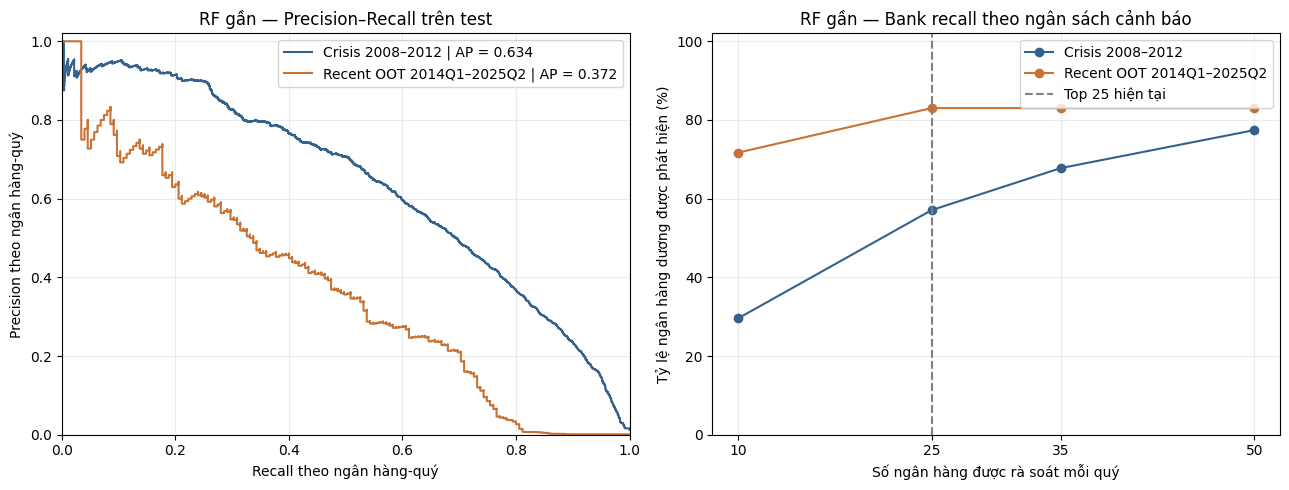 RF gần — Precision–Recall trên test
Precision theo ngân hàng-quý
1.0
0.8
0.6
0.4
0.2
0.0
Crisis 2008–2012 | AP = 0.634
Recent OOT 2014Q1–2025Q2 | AP = 0.372
0.0 0.2 0.4 0.6 0.8 1.0
Recall theo ngân hàng-quý
RF gần — Bank recall theo ngân sách cảnh báo
Tỷ lệ ngân hàng dương được phát hiện (%)
100
80
60
40
20
0
Crisis 2008–2012
Recent OOT 2014Q1–2025Q2
Top 25 hiện tại
10 25 35 50
Số ngân hàng được rà soát mỗi quý